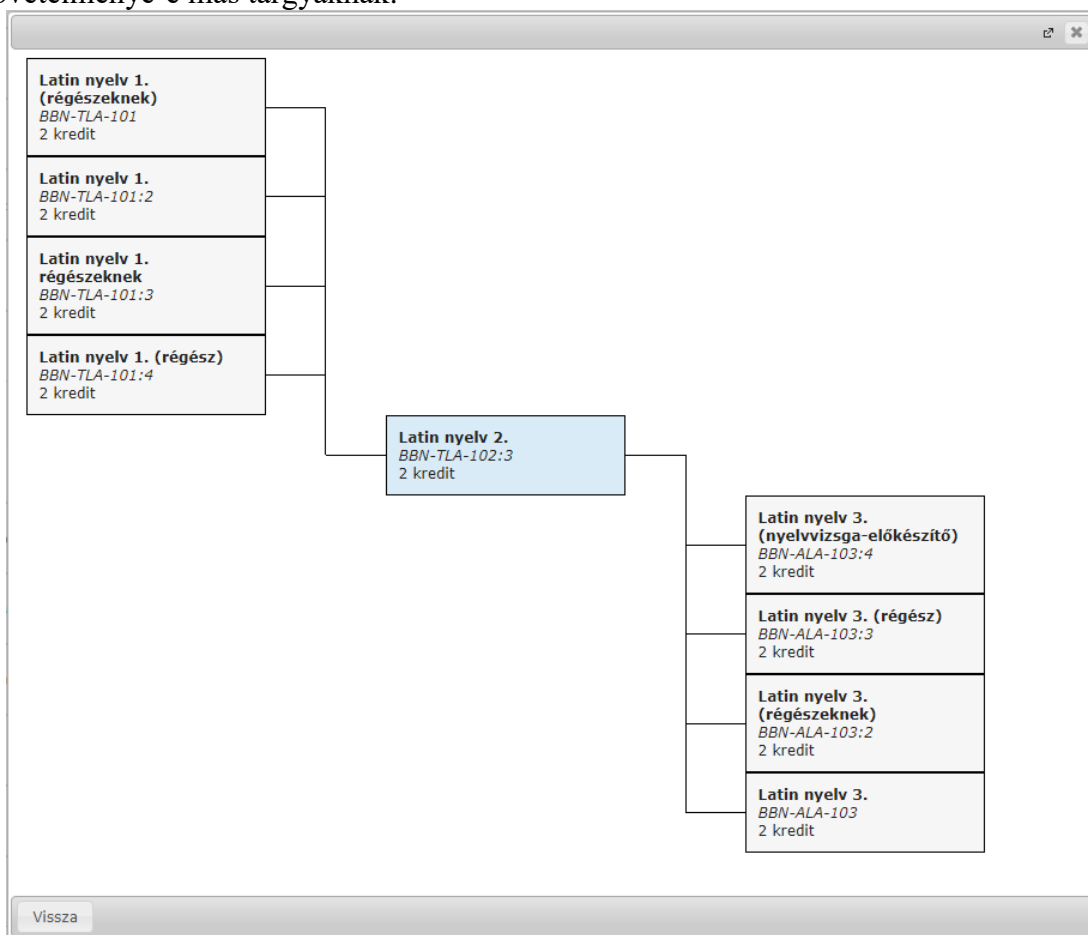 más tárgyaknak.
Latin nyelv 1.
(régészeknek)
BBN-TLA-101
2 kredit
Latin nyelv 1.
BBN-TLA-101:2
2 kredit
Latin nyelv 1.
régészeknek
BBN-TLA-101:3
2 kredit
Latin nyelv 1. (régész)
BBN-TLA-101:4
2 kredit
Latin nyelv 2.
BBN-TLA-102:3
2 kredit
Latin nyelv 3.
(nyelvvizsga-előkészítő)
BBN-ALA-103:4
2 kredit
Latin nyelv 3. (régész)
BBN-ALA-103:3
2 kredit
Latin nyelv 3.
(régészeknek)
BBN-ALA-103:2
2 kredit
Latin nyelv 3.
BBN-ALA-103
2 kredit
Vissza